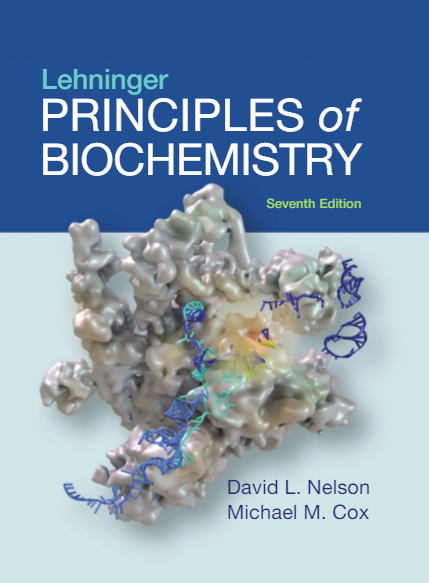 Lehninger
PRINCIPLES of
BIOCHEMISTRY
Seventh Edition
David L. Nelson
Michael M. Cox